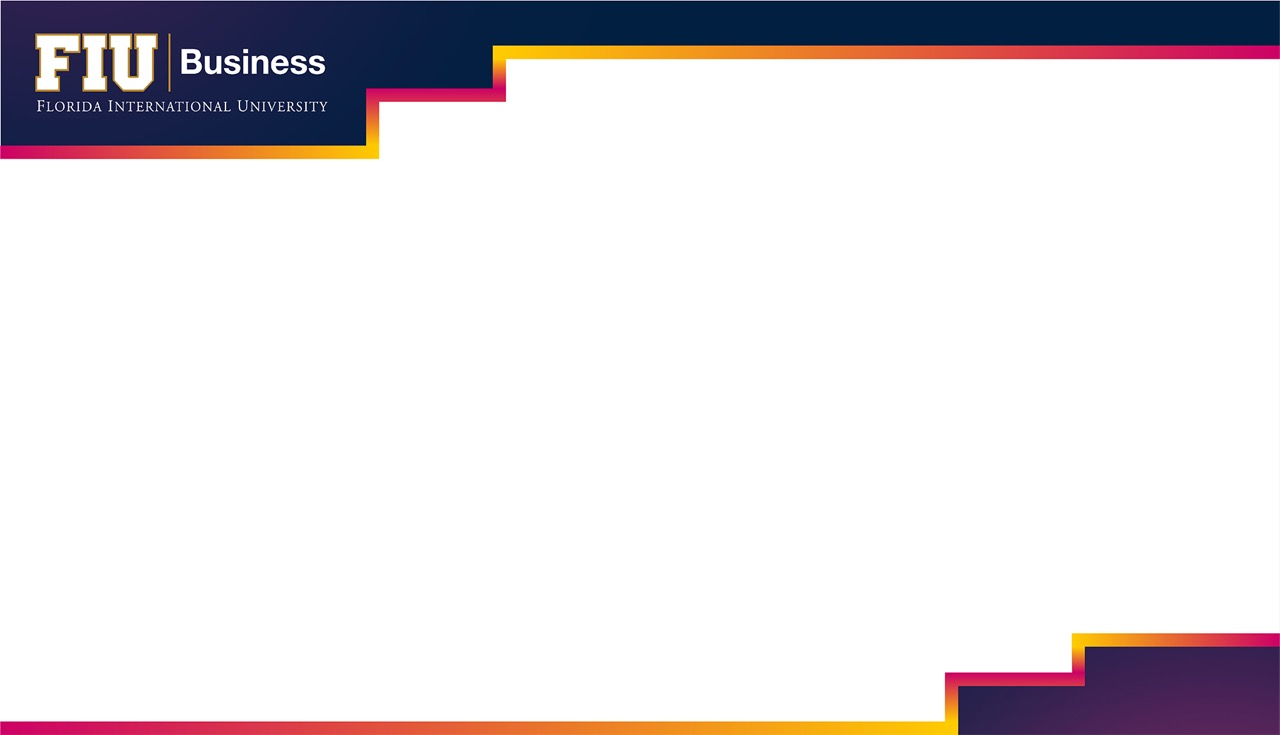 FIU Business
FLORIDA INTERNATIONAL UNIVERSITY